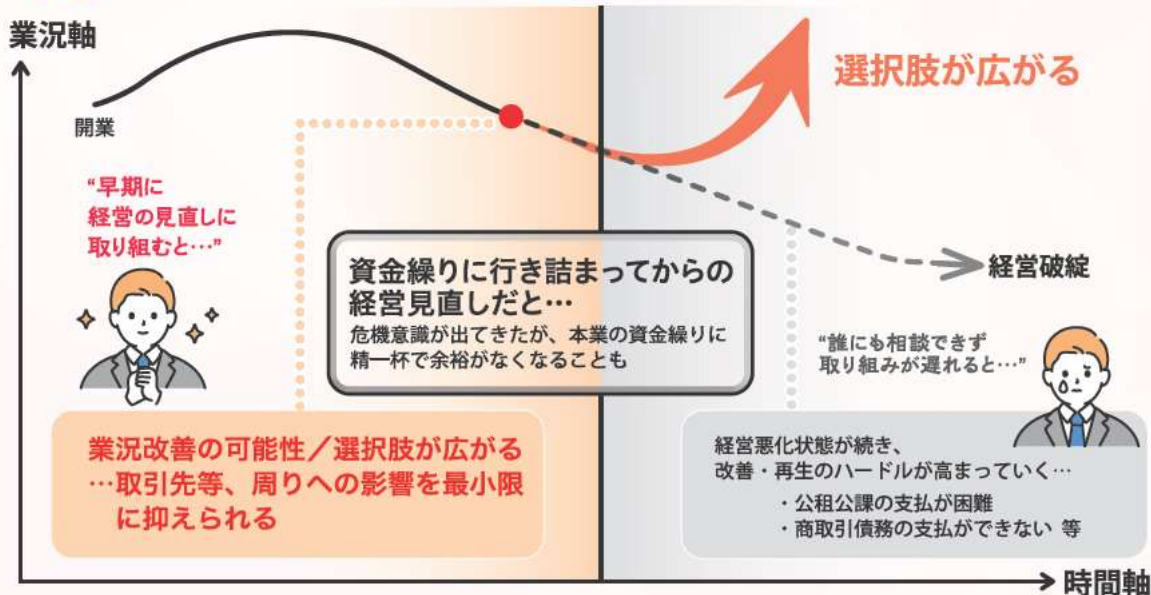 業況軸
開業
選択肢が広がる
“早期に
経営の見直しに
取り組むと…”
資金繰りに行き詰まってからの
経営見直しだと…
危機意識が出てきたが、本業の資金繰りに
精一杯で余裕がなくなることも
経営破綻
“誰にも相談できず
取り組みが遅れると…”
業況改善の可能性／選択肢が広がる
…取引先等、周りへの影響を最小限
に抑えられる
経営悪化状態が続き、
改善・再生のハードルが高まっていく…
・公租公課の支払が困難
・商取引債務の支払ができない 等
時間軸